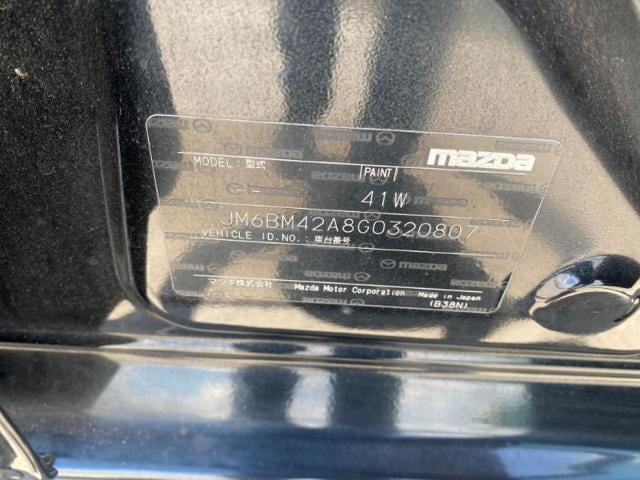 mazda
MODEL: 型式
PAINT
41W
JM6BM42A8G0320807
VEHICLE ID.NO.: 車台番号
マツダ株式会社 Mazda Motor Corporation Made in Japan
(B38N)